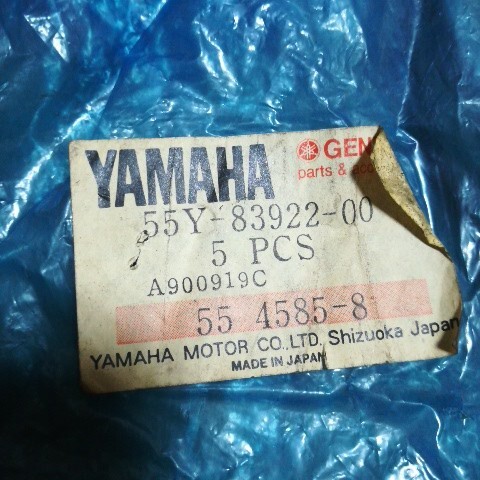 YAMAHA
GEN
parts &
55Y-83922-00
5 PCS
A900919C
55 4585-8
YAMAHA MOTOR CO.,LTD. Shizuoka Japan
MADE IN JAPAN